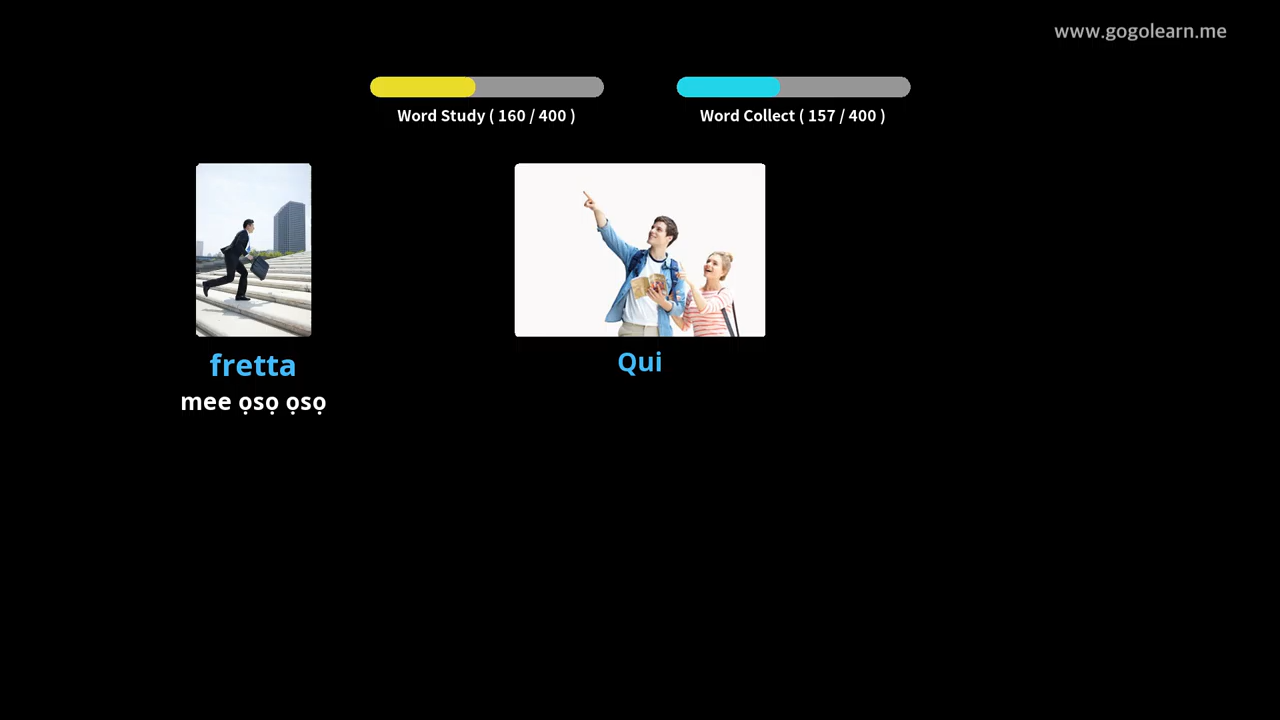 www.gogolearn.me
Word Study ( 160 / 400 )
Word Collect ( 157 / 400 )
fretta
mee ọsọ ọsọ
Qui